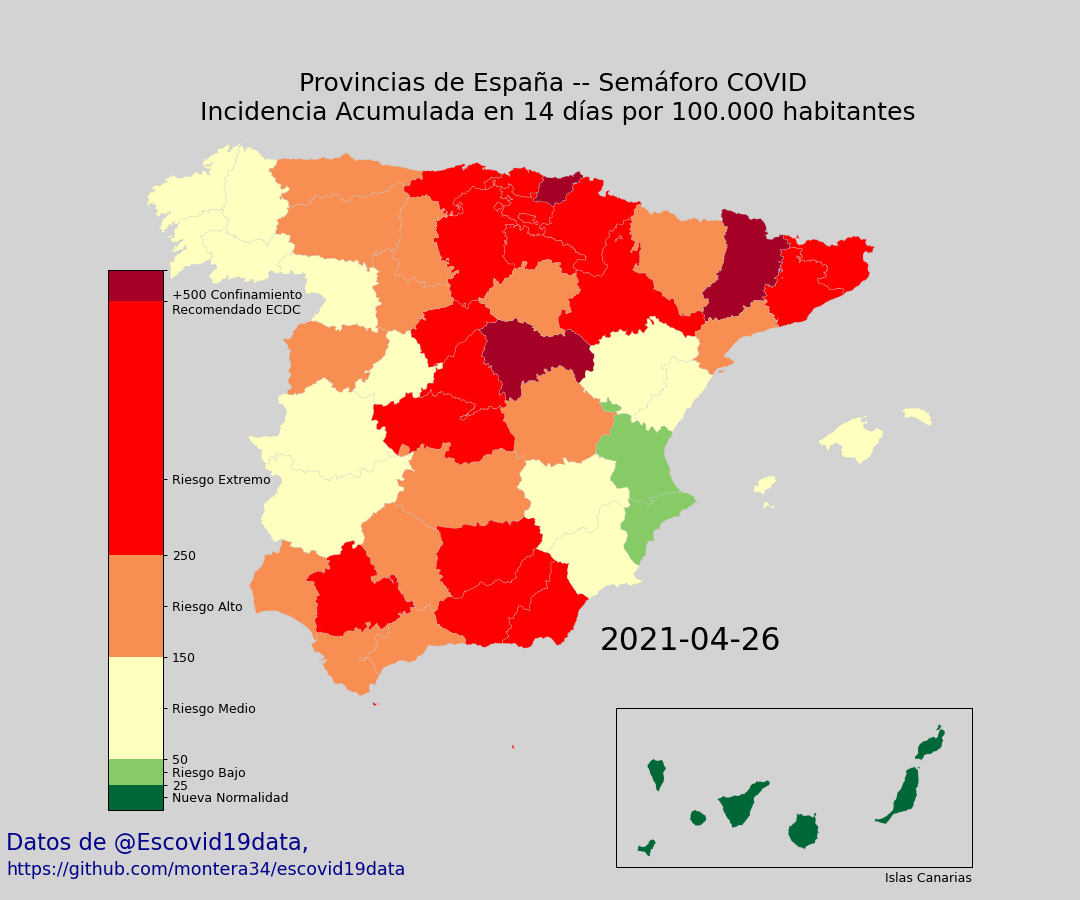 Provincias de España -- Semáforo COVID
Incidencia Acumulada en 14 días por 100.000 habitantes
+500 Confinamiento
Recomendado ECDC
Riesgo Extremo
250
Riesgo Alto
150
Riesgo Medio
50
Riesgo Bajo
25
Nueva Normalidad
2021-04-26
Islas Canarias
Datos de @Escovid19data,
https://github.com/montera34/escovid19data